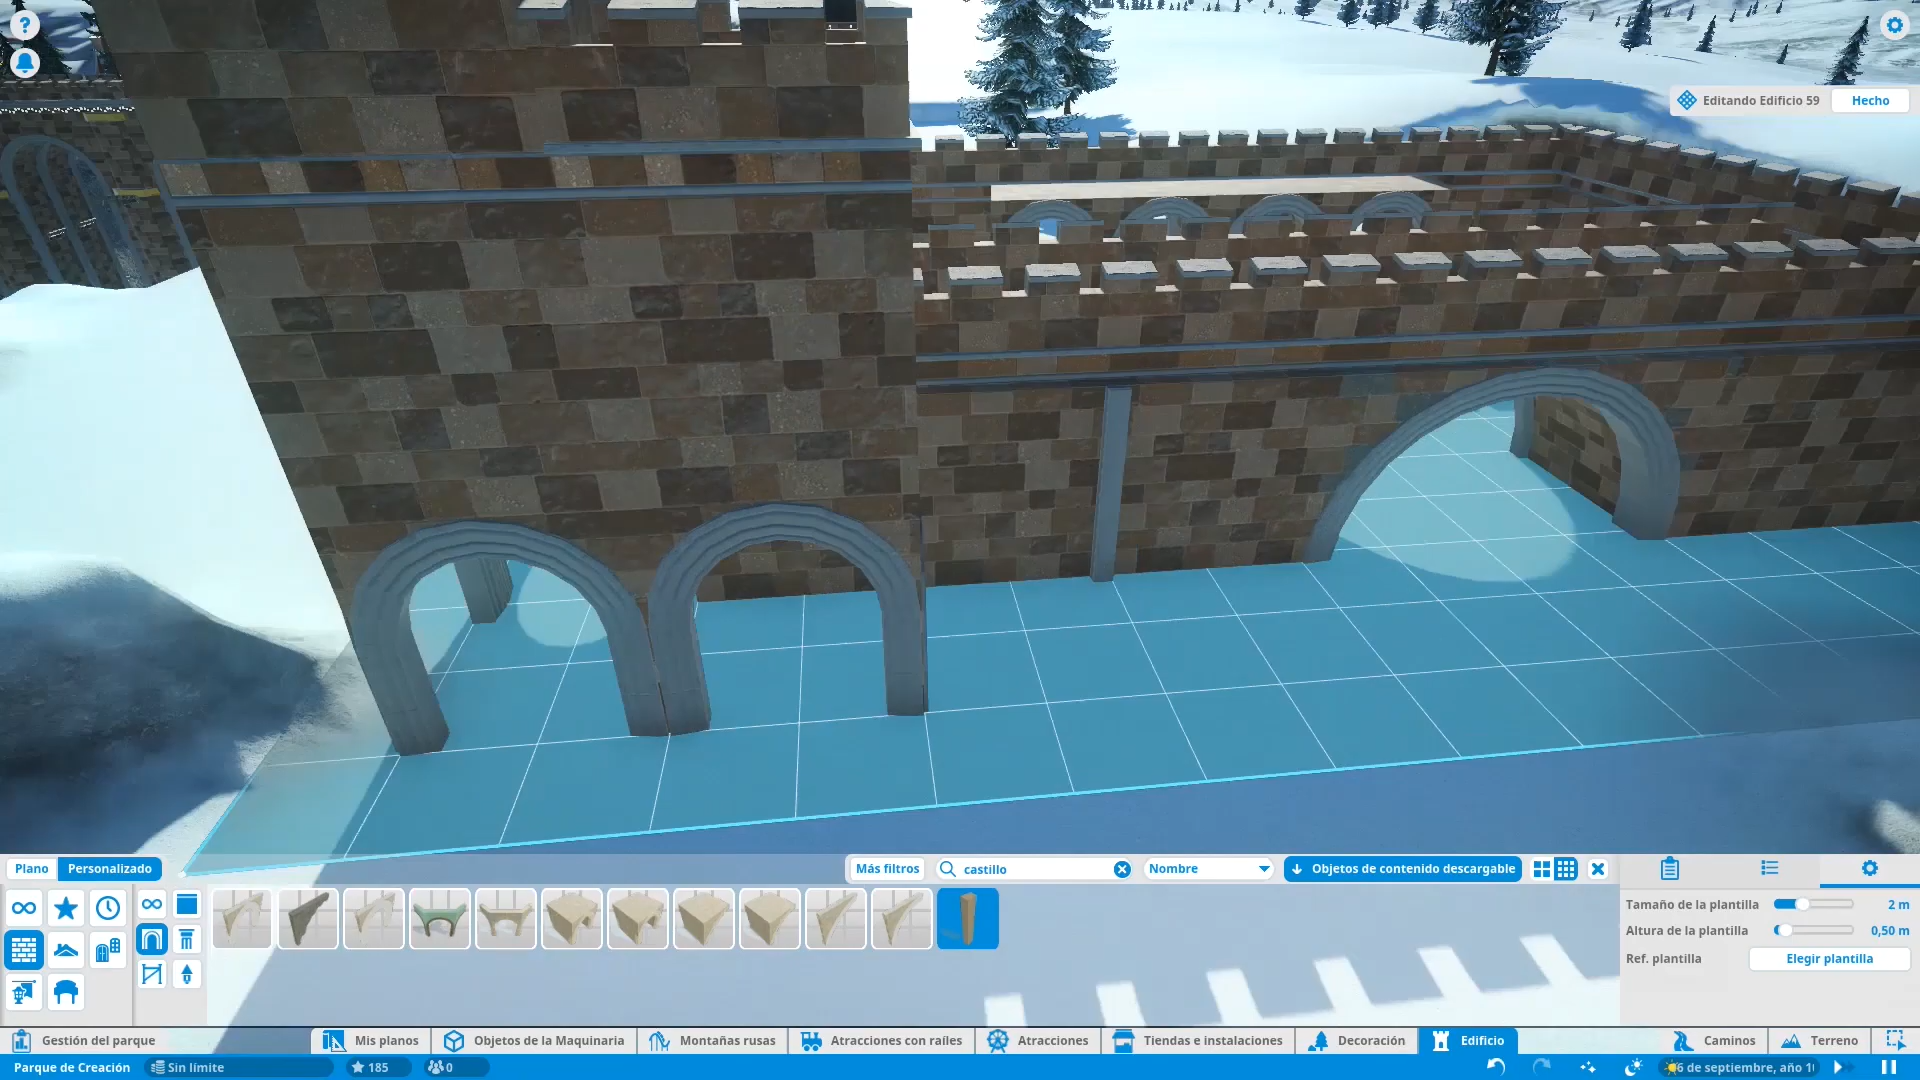 ?
Editando Edificio 59
Hecho
Plano
Personalizado
Más filtros
castillo
Nombre
Objetos de contenido descargable
Tamaño de la plantilla
2 m
Altura de la plantilla
0,50 m
Ref. plantilla
Elegir plantilla
Gestión del parque
Mis planos
Objetos de la Maquinaria
Montañas rusas
Atracciones con raíles
Atracciones
Tiendas e instalaciones
Decoración
Edificio
Caminos
Terreno
Parque de Creación
Sin límite
185
0
6 de septiembre, año 1